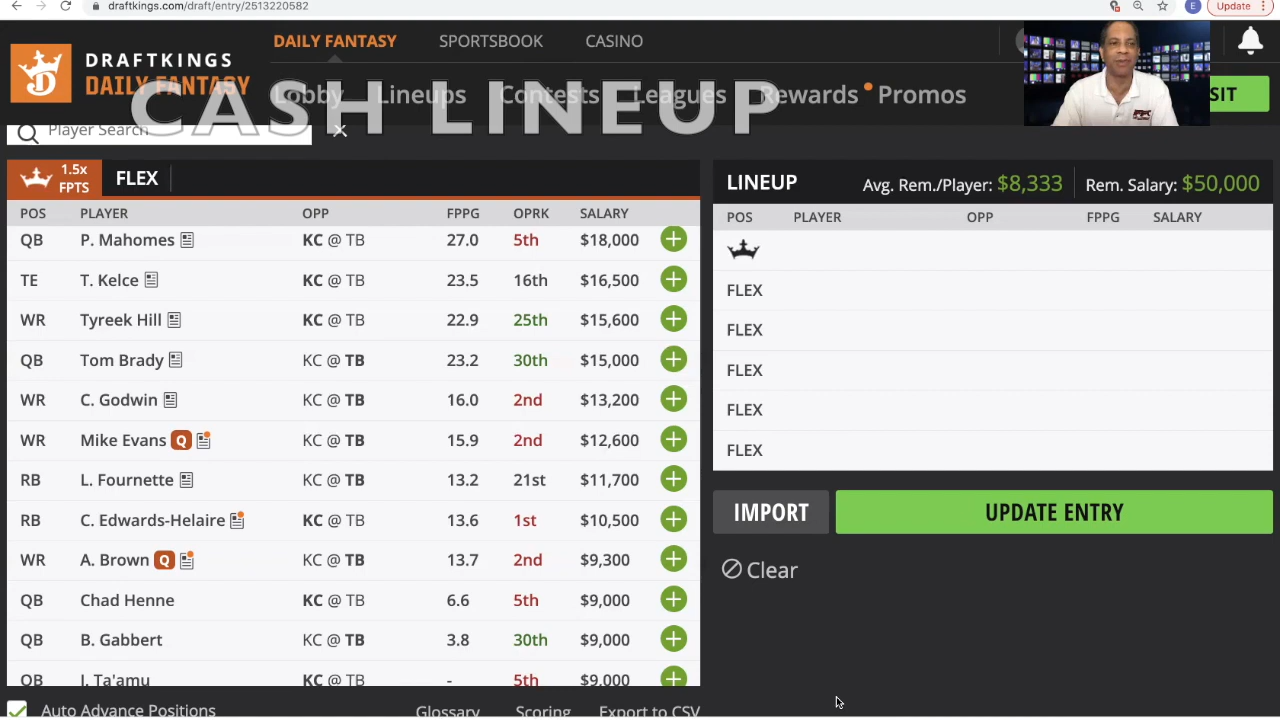 draftkings.com/draft/entry/2513220582
E
Update
DRAFTKINGS
DAILY FANTASY
DAILY FANTASY SPORTSBOOK CASINO
Lobby Lineups Contests Leagues Rewards Promos
CASH LINEUP
SIT
Player Search
1.5x FPTS FLEX
POS PLAYER OPP FPPG OPRK SALARY
QB P. Mahomes KC @ TB 27.0 5th $18,000
TE T. Kelce KC @ TB 23.5 16th $16,500
WR Tyreek Hill KC @ TB 22.9 25th $15,600
QB Tom Brady KC @ TB 23.2 30th $15,000
WR C. Godwin KC @ TB 16.0 2nd $13,200
WR Mike Evans Q KC @ TB 15.9 2nd $12,600
RB L. Fournette KC @ TB 13.2 21st $11,700
RB C. Edwards-Helaire KC @ TB 13.6 1st $10,500
WR A. Brown Q KC @ TB 13.7 2nd $9,300
QB Chad Henne KC @ TB 6.6 5th $9,000
QB B. Gabbert KC @ TB 3.8 30th $9,000
QB J. Ta'amu KC @ TB - 5th $9,000
Auto Advance Positions Glossary Scoring Export to CSV
LINEUP Avg. Rem./Player: $8,333 Rem. Salary: $50,000
POS PLAYER OPP FPPG SALARY
FLEX
FLEX
FLEX
FLEX
FLEX
IMPORT UPDATE ENTRY
Clear